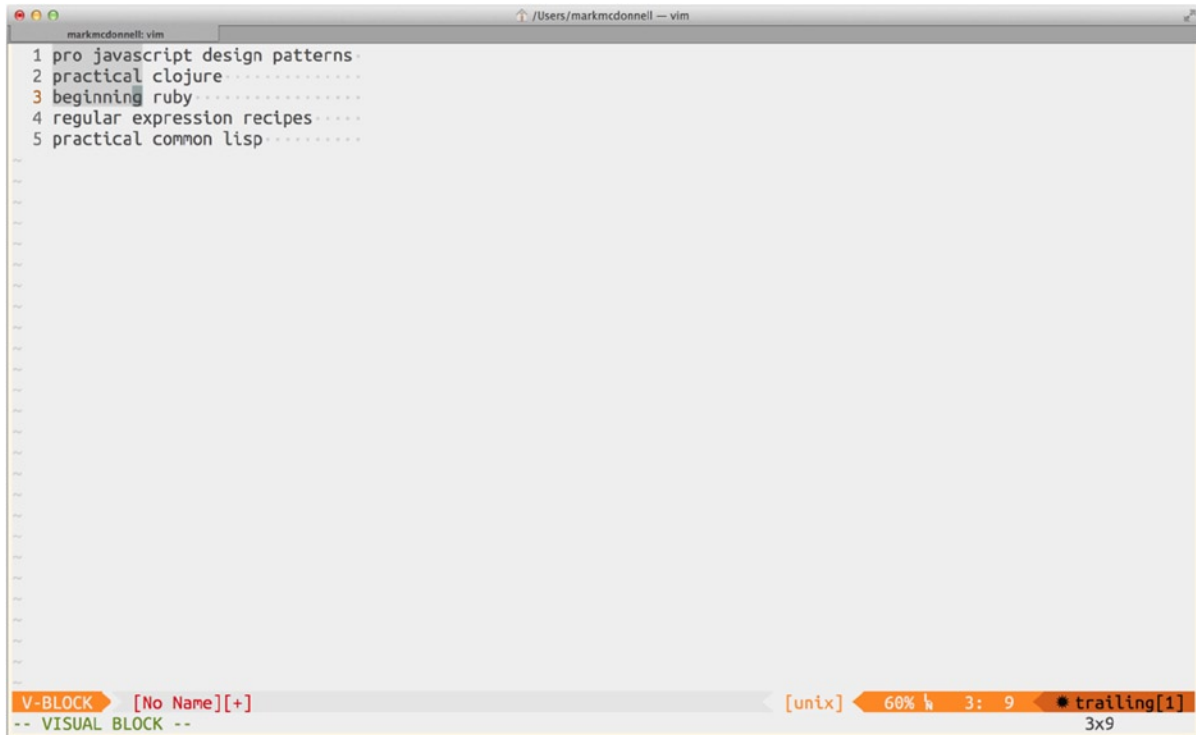 /Users/markmcdonnell — vim
markmcdonnell: vim
1 pro javascript design patterns
2 practical clojure
3 beginning ruby
4 regular expression recipes
5 practical common lisp
V-BLOCK [No Name][+] [unix] 60% 3: 9 trailing[1]
-- VISUAL BLOCK -- 3x9